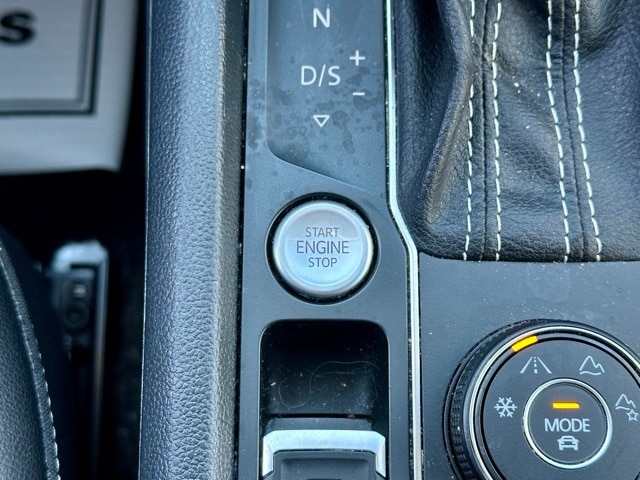 N
D/S
+
−
START
ENGINE
STOP
MODE